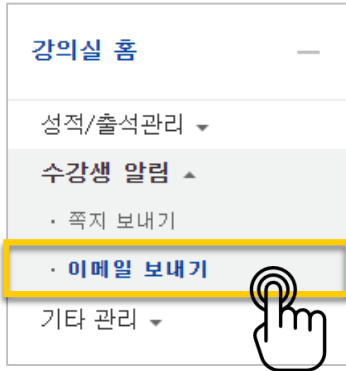 강의실 홈
성적/출석관리
수강생 알림
· 쪽지 보내기
· 이메일 보내기
기타 관리